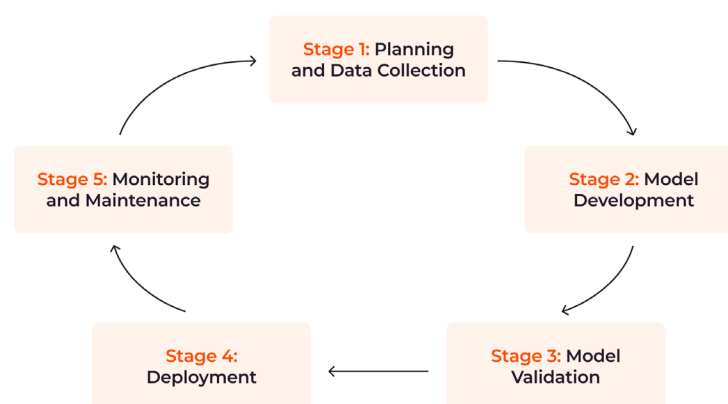 Stage 1: Planning
and Data Collection
Stage 2: Model
Development
Stage 3: Model
Validation
Stage 4:
Deployment
Stage 5: Monitoring
and Maintenance